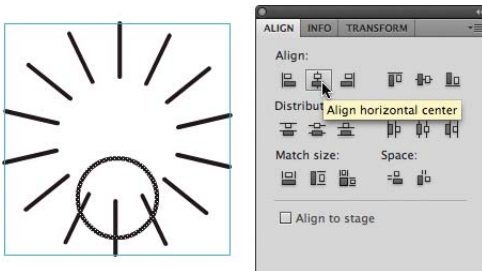 ALIGN INFO TRANSFORM
Align:
Align horizontal center
Distribut
Match size: Space:
Align to stage